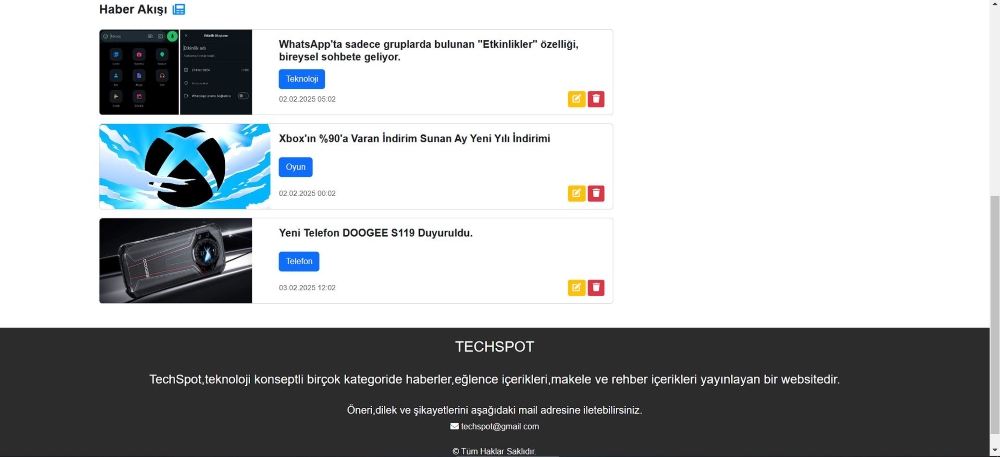 Haber Akışı
WhatsApp'ta sadece gruplarda bulunan "Etkinlikler" özelliği,
bireysel sohbete geliyor.
Teknoloji
02.02.2025 05:02
Xbox'ın %90'a Varan İndirim Sunan Ay Yeni Yılı İndirimi
Oyun
02.02.2025 00:02
Yeni Telefon DOOGEE S119 Duyuruldu.
Telefon
03.02.2025 12:02
TECHSPOT
TechSpot,teknoloji konseptli birçok kategoride haberler,eğlence içerikleri,makele ve rehber içerikleri yayınlayan bir websitedir.
Öneri,dilek ve şikayetlerini aşağıdaki mail adresine iletebilirsiniz.
techspot@gmail.com
© Tüm Haklar Saklıdır.